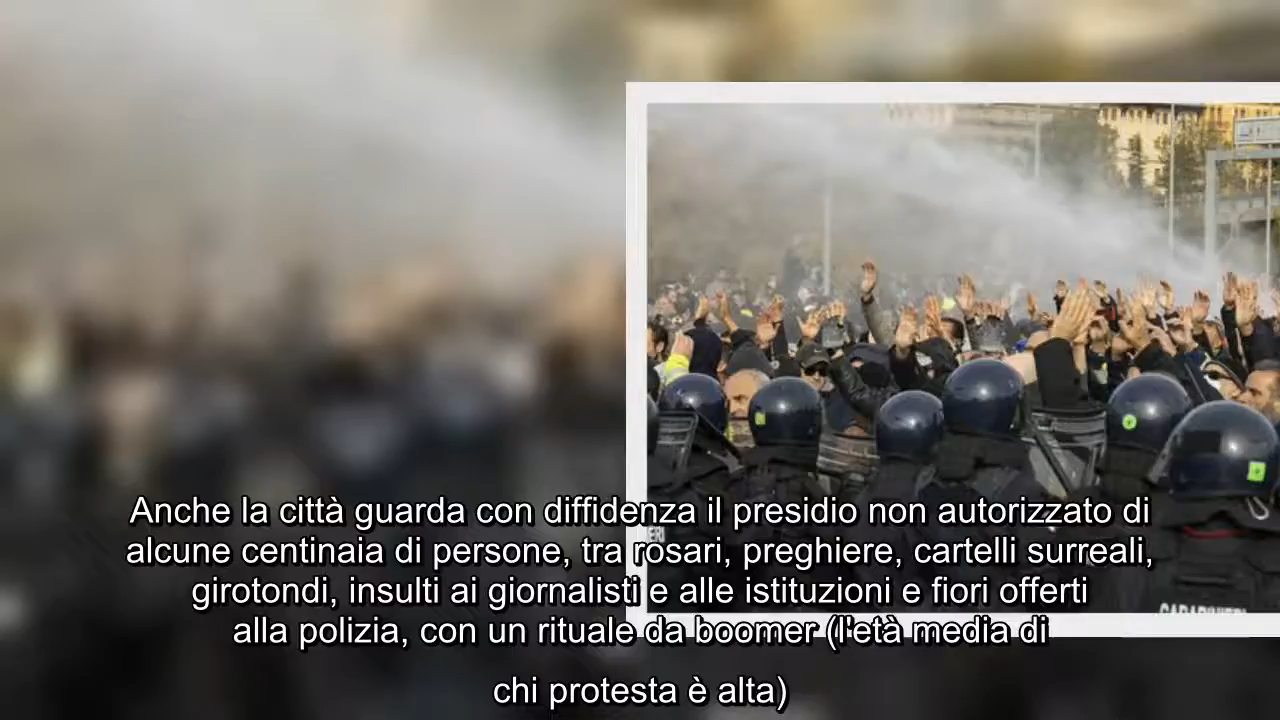 Anche la città guarda con diffidenza il presidio non autorizzato di
alcune centinaia di persone, tra rosari, preghiere, cartelli surreali,
girotondi, insulti ai giornalisti e alle istituzioni e fiori offerti
alla polizia, con un rituale da boomer (l'età media di
chi protesta è alta)
CARABINIERI